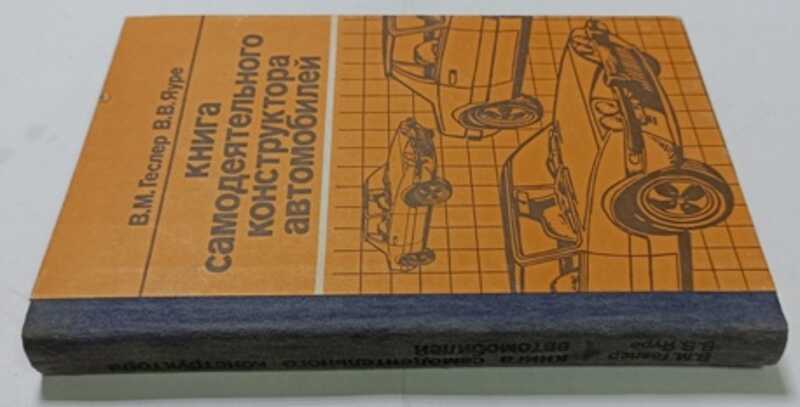 В.М. Геслер В.В. Яуре
книга
самодеятельного
конструктора
автомобилей
В.М. Геслер
В.В. Яуре
книга самодеятельного конструктора
автомобилей